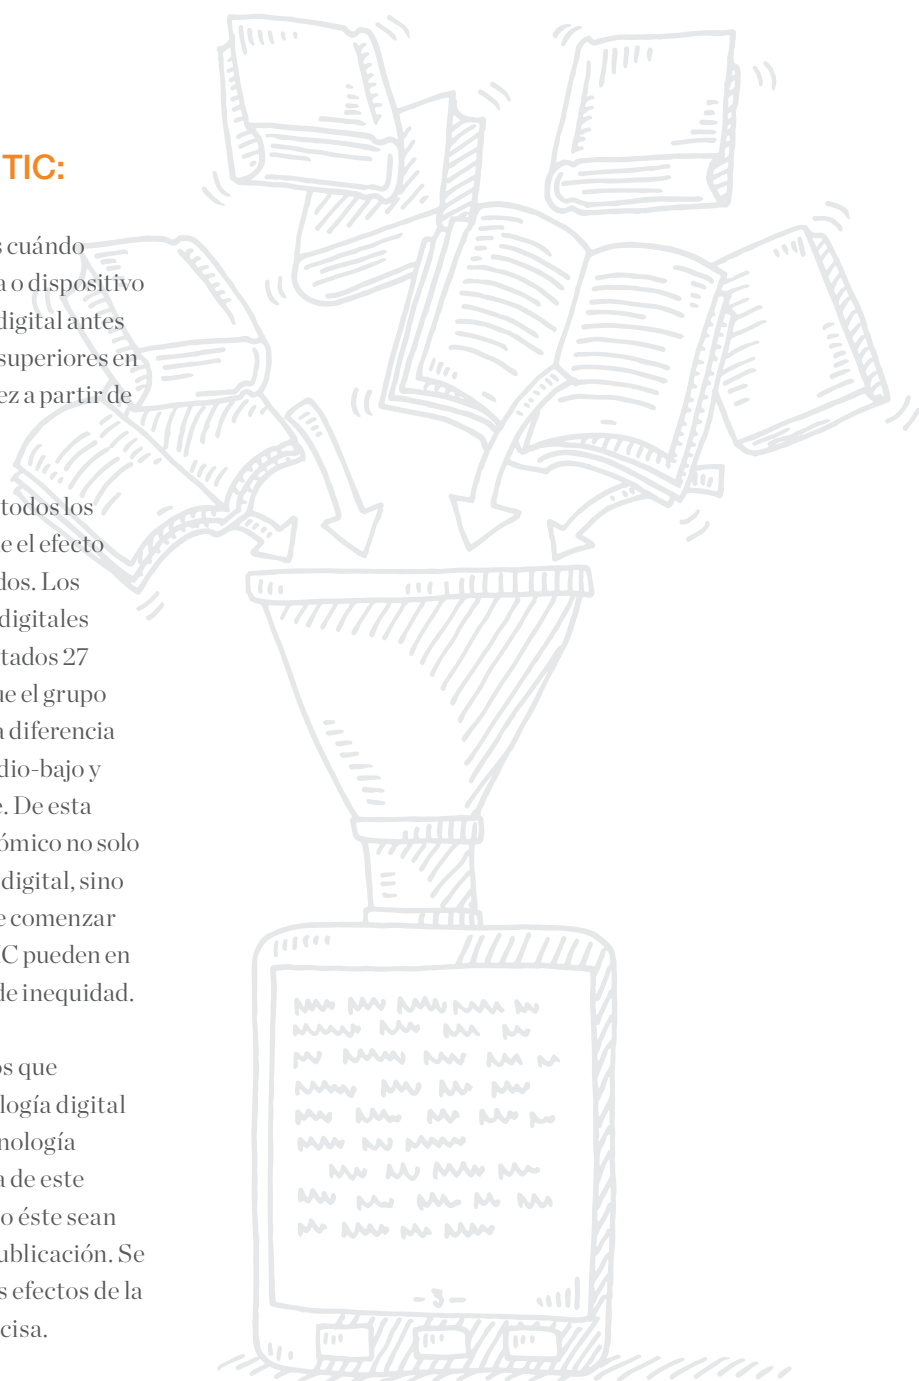 TIC:
s cuándo
a o dispositivo
digital antes
superiores en
ez a partir de
todos los
e el efecto
dos. Los
digitales
tados 27
ue el grupo
a diferencia
dio-bajo y
e. De esta
ómico no solo
digital, sino
e comenzar
IC pueden en
de inequidad.
os que
logía digital
nología
a de este
o éste sean
ublicación. Se
s efectos de la
cisa.
- 3 -